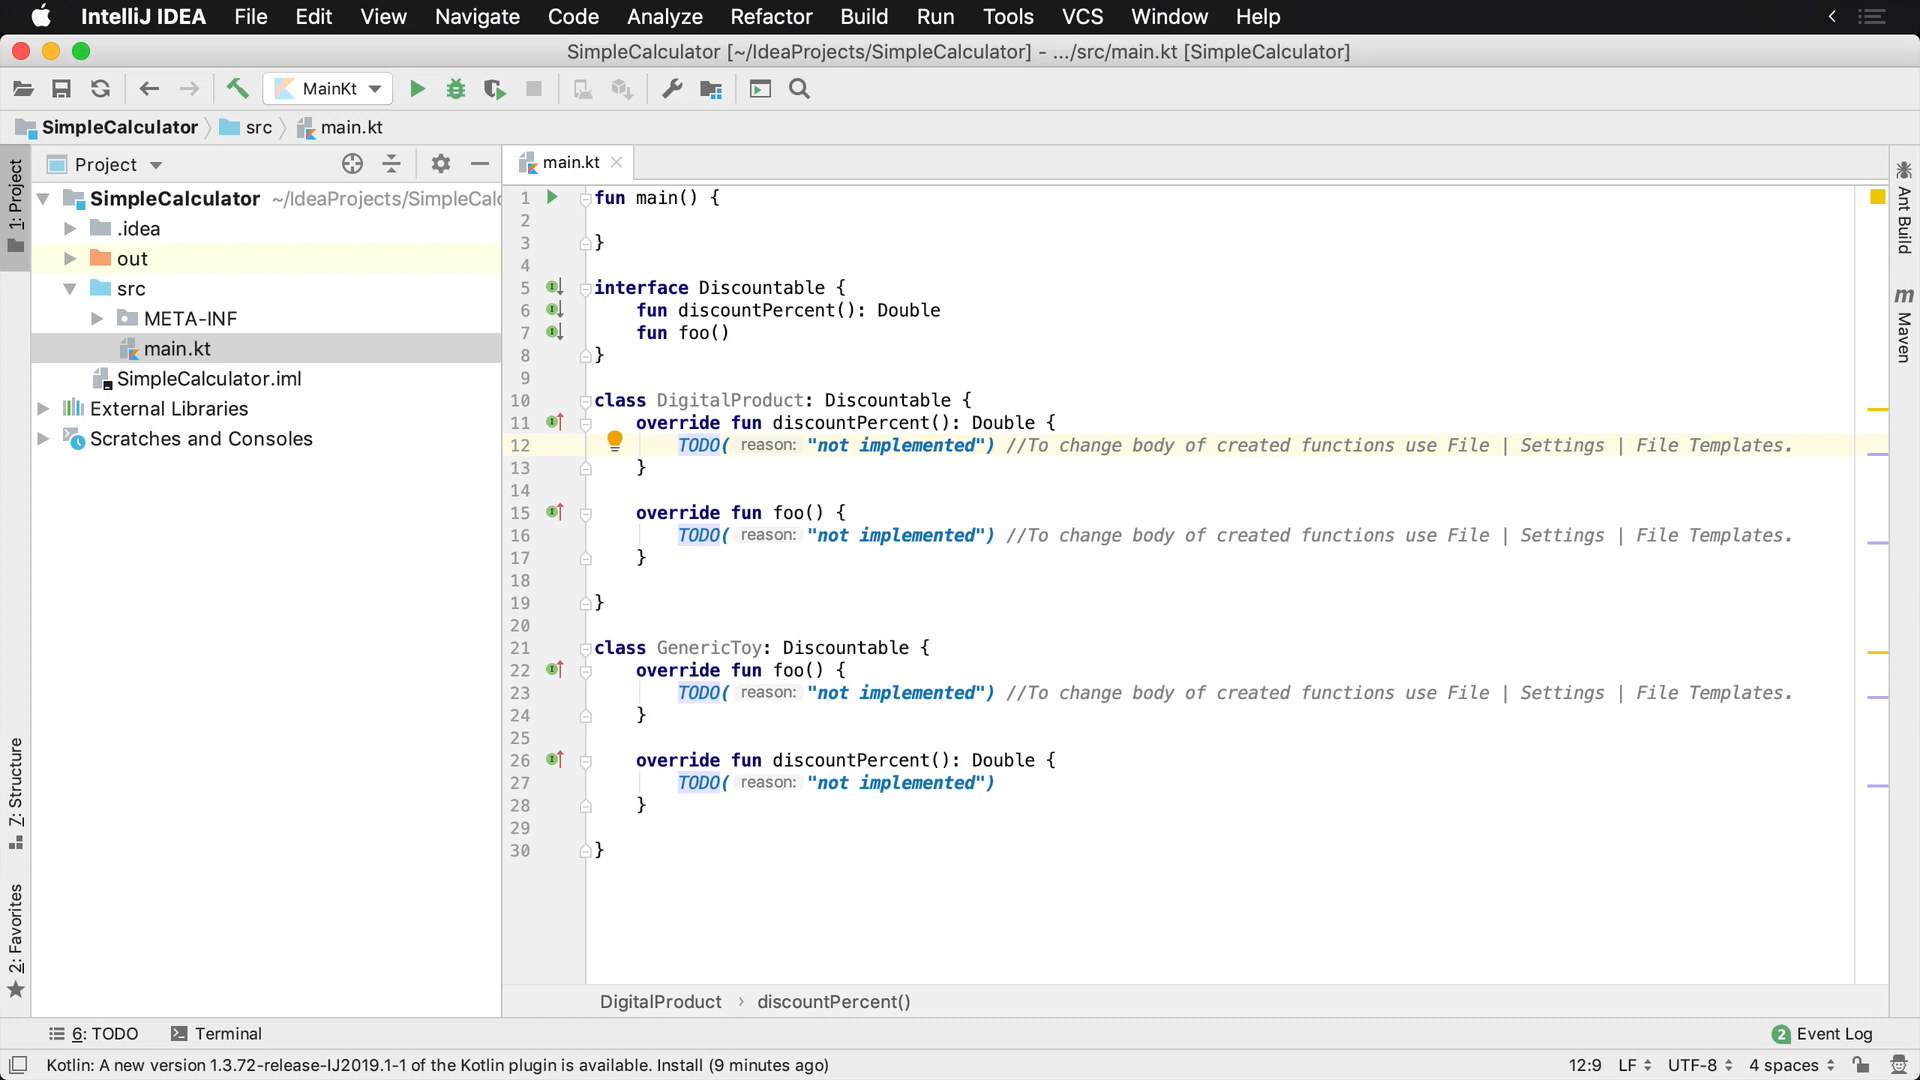 IntelliJ IDEA File Edit View Navigate Code Analyze Refactor Build Run Tools VCS Window Help
SimpleCalculator [~/IdeaProjects/SimpleCalculator] - .../src/main.kt [SimpleCalculator]
MainKt
SimpleCalculator src main.kt
1: Project
Z: Structure
2: Favorites
Project
SimpleCalculator ~/IdeaProjects/SimpleCalc
.idea
out
src
META-INF
main.kt
SimpleCalculator.iml
External Libraries
Scratches and Consoles
main.kt
1 fun main() {
2
3 }
4
5 interface Discountable {
6 fun discountPercent(): Double
7 fun foo()
8 }
9
10 class DigitalProduct: Discountable {
11 override fun discountPercent(): Double {
12 TODO( reason: "not implemented") //To change body of created functions use File | Settings | File Templates.
13 }
14
15 override fun foo() {
16 TODO( reason: "not implemented") //To change body of created functions use File | Settings | File Templates.
17 }
18
19 }
20
21 class GenericToy: Discountable {
22 override fun foo() {
23 TODO( reason: "not implemented") //To change body of created functions use File | Settings | File Templates.
24 }
25
26 override fun discountPercent(): Double {
27 TODO( reason: "not implemented")
28 }
29
30 }
DigitalProduct › discountPercent()
Ant Build
m Maven
6: TODO Terminal
2 Event Log
Kotlin: A new version 1.3.72-release-IJ2019.1-1 of the Kotlin plugin is available. Install (9 minutes ago)
12:9 LF UTF-8 4 spaces